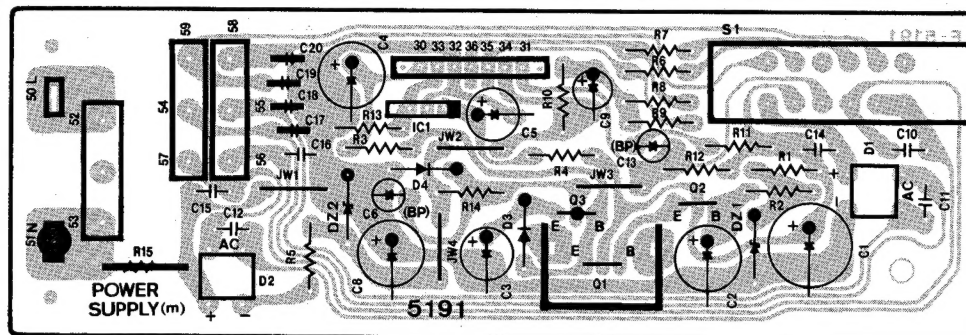 59
58
C20
C4
30 33 32 36 35 34 31
R7
S1
R6
C19
50 L
C18
52
54
55
R8
R10
C9
R9
C17
R13
IC1
C5
JW2
(BP)
C13
R11
C14
C10
D1
R3
C16
57
56
D4
R4
JW3
R12
R1
+
JW1
C15
C6
(BP)
R14
Q3
Q2
R2
AC
C11
DZ2
D3
E B
E B
DZ1
51N
53
C12
AC
R5
JW4
E B
R15
D2
C8
C3
Q1
C2
C1
POWER
SUPPLY(m)
+ -
5191